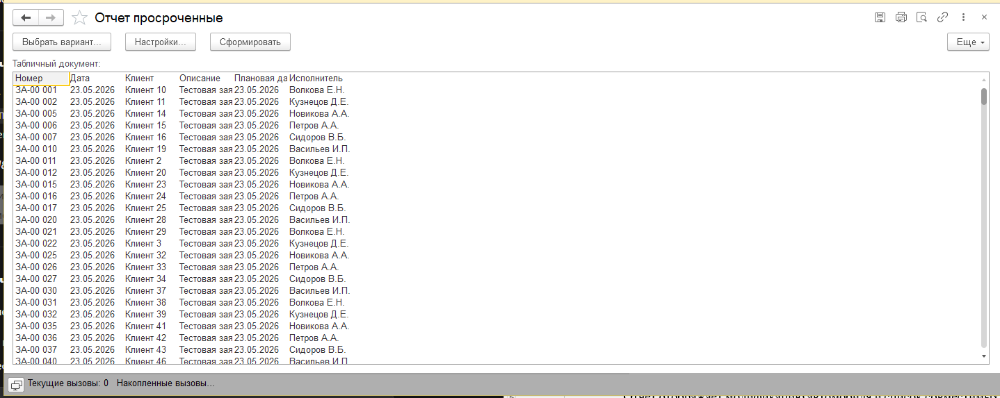 Отчет просроченные
Выбрать вариант... Настройки... Сформировать Еще
Табличный документ:
Номер Дата Клиент Описание Плановая да Исполнитель
ЗА-00 001 23.05.2026 Клиент 10 Тестовая зая 23.05.2026 Волкова Е.Н.
ЗА-00 002 23.05.2026 Клиент 11 Тестовая зая 23.05.2026 Кузнецов Д.Е.
ЗА-00 005 23.05.2026 Клиент 14 Тестовая зая 23.05.2026 Новикова А.А.
ЗА-00 006 23.05.2026 Клиент 15 Тестовая зая 23.05.2026 Петров А.А.
ЗА-00 007 23.05.2026 Клиент 16 Тестовая зая 23.05.2026 Сидоров В.Б.
ЗА-00 010 23.05.2026 Клиент 19 Тестовая зая 23.05.2026 Васильев И.П.
ЗА-00 011 23.05.2026 Клиент 2 Тестовая зая 23.05.2026 Волкова Е.Н.
ЗА-00 012 23.05.2026 Клиент 20 Тестовая зая 23.05.2026 Кузнецов Д.Е.
ЗА-00 015 23.05.2026 Клиент 23 Тестовая зая 23.05.2026 Новикова А.А.
ЗА-00 016 23.05.2026 Клиент 24 Тестовая зая 23.05.2026 Петров А.А.
ЗА-00 017 23.05.2026 Клиент 25 Тестовая зая 23.05.2026 Сидоров В.Б.
ЗА-00 020 23.05.2026 Клиент 28 Тестовая зая 23.05.2026 Васильев И.П.
ЗА-00 021 23.05.2026 Клиент 29 Тестовая зая 23.05.2026 Волкова Е.Н.
ЗА-00 022 23.05.2026 Клиент 3 Тестовая зая 23.05.2026 Кузнецов Д.Е.
ЗА-00 025 23.05.2026 Клиент 32 Тестовая зая 23.05.2026 Новикова А.А.
ЗА-00 026 23.05.2026 Клиент 33 Тестовая зая 23.05.2026 Петров А.А.
ЗА-00 027 23.05.2026 Клиент 34 Тестовая зая 23.05.2026 Сидоров В.Б.
ЗА-00 030 23.05.2026 Клиент 37 Тестовая зая 23.05.2026 Васильев И.П.
ЗА-00 031 23.05.2026 Клиент 38 Тестовая зая 23.05.2026 Волкова Е.Н.
ЗА-00 032 23.05.2026 Клиент 39 Тестовая зая 23.05.2026 Кузнецов Д.Е.
ЗА-00 035 23.05.2026 Клиент 41 Тестовая зая 23.05.2026 Новикова А.А.
ЗА-00 036 23.05.2026 Клиент 42 Тестовая зая 23.05.2026 Петров А.А.
ЗА-00 037 23.05.2026 Клиент 43 Тестовая зая 23.05.2026 Сидоров В.Б.
ЗА-00 040 23.05.2026 Клиент 46 Тестовая зая 23.05.2026 Васильев И.П.
Текущие вызовы: 0 Накопленные вызовы...